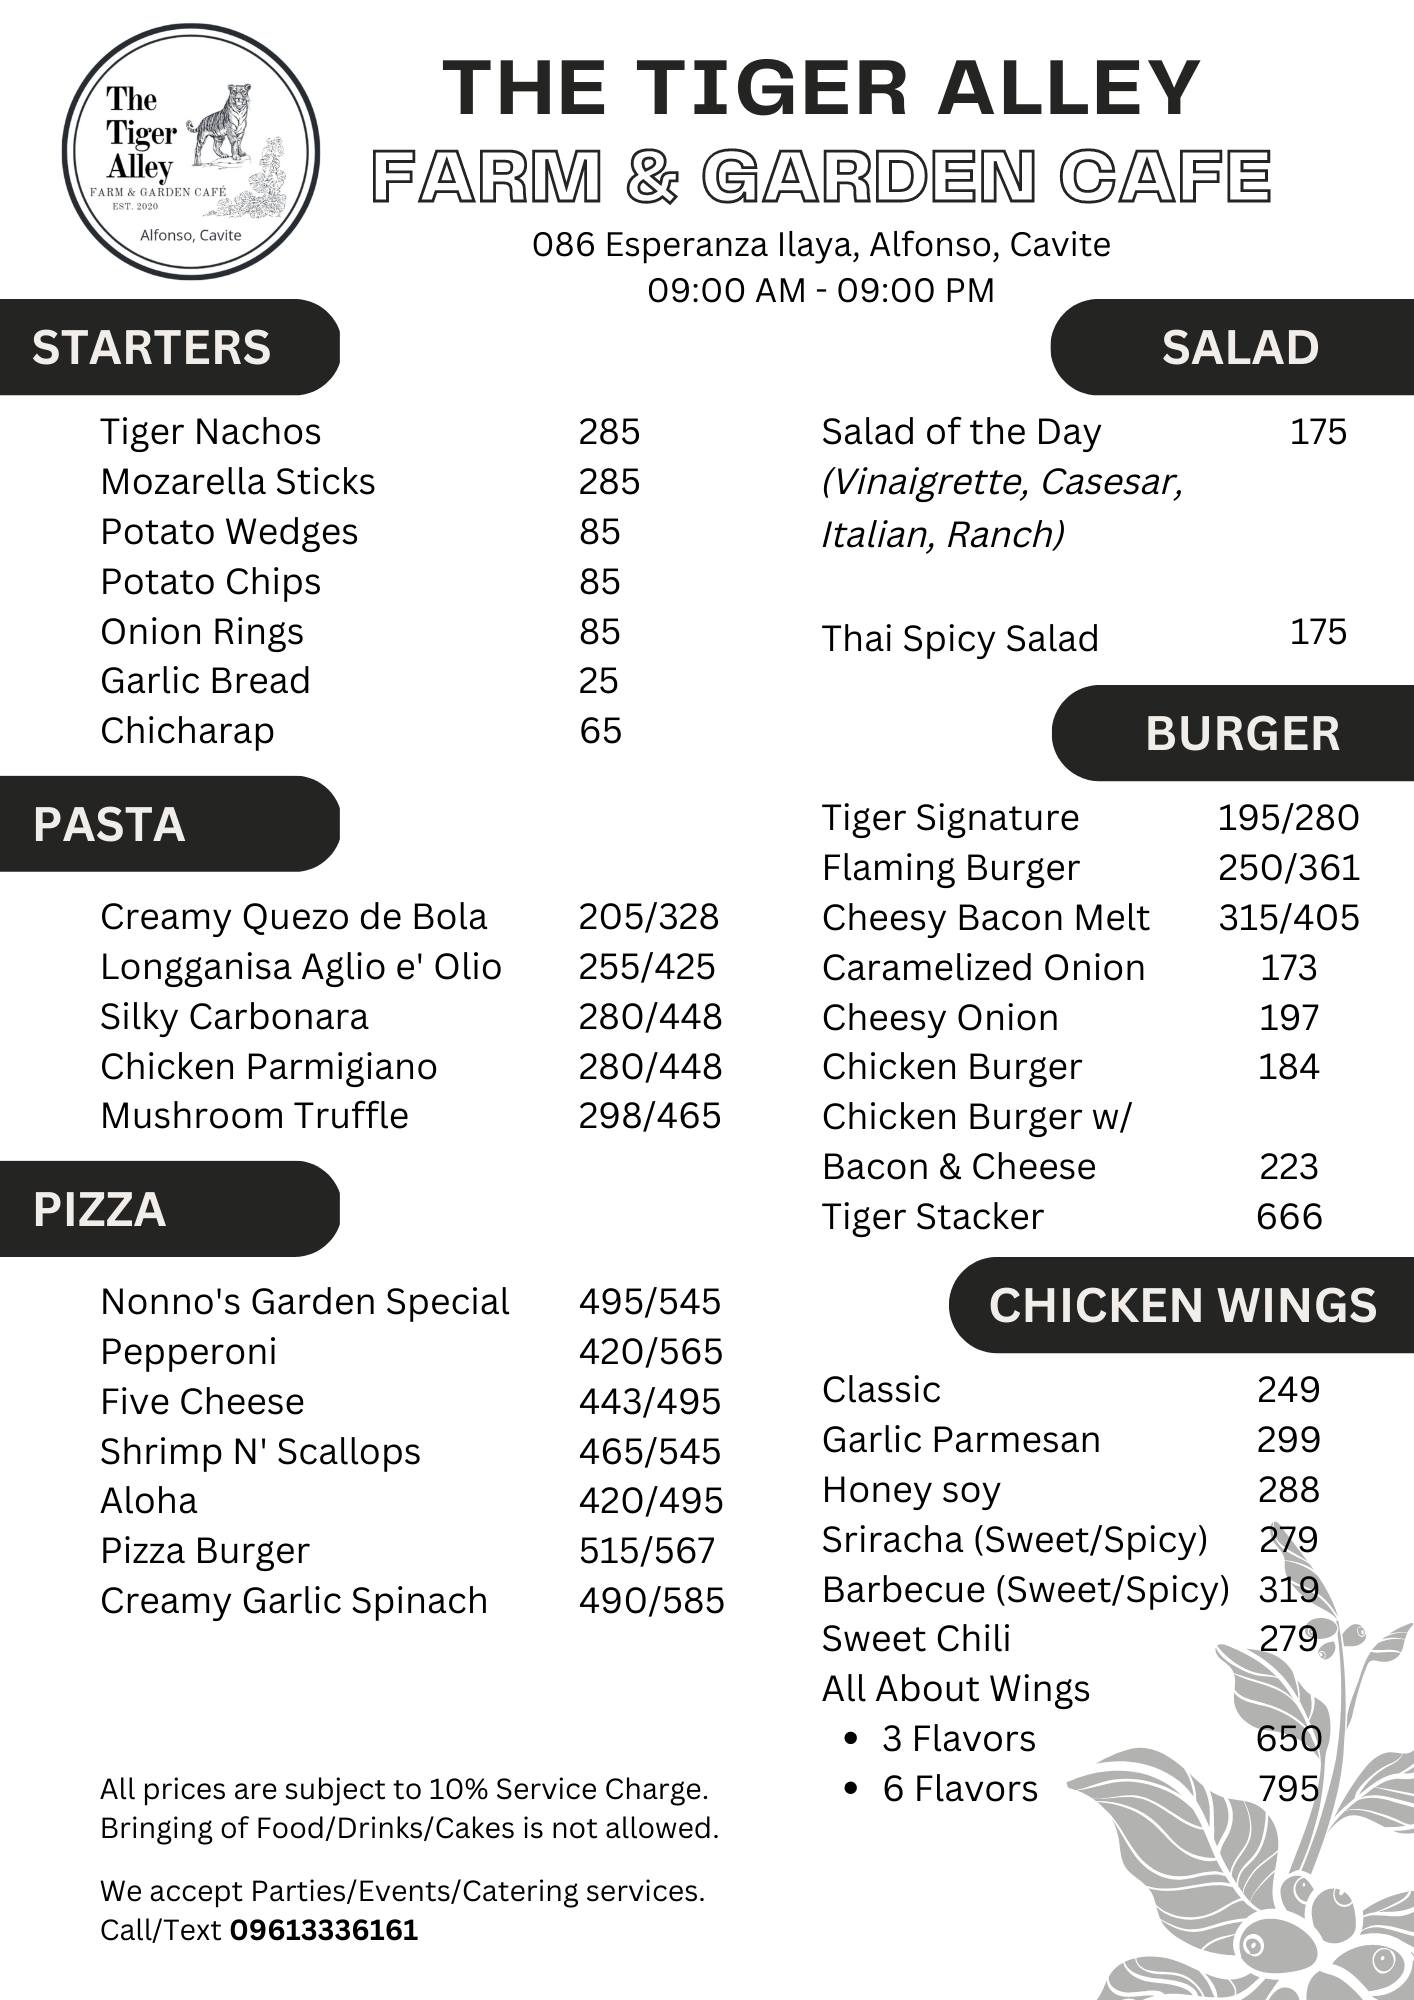 The
Tiger
Alley
FARM & GARDEN CAFÉ
EST. 2020
Alfonso, Cavite
THE TIGER ALLEY
FARM & GARDEN CAFE
086 Esperanza Ilaya, Alfonso, Cavite
09:00 AM - 09:00 PM
STARTERS
Tiger Nachos 285
Mozarella Sticks 285
Potato Wedges 85
Potato Chips 85
Onion Rings 85
Garlic Bread 25
Chicharap 65
PASTA
Creamy Quezo de Bola 205/328
Longganisa Aglio e' Olio 255/425
Silky Carbonara 280/448
Chicken Parmigiano 280/448
Mushroom Truffle 298/465
PIZZA
Nonno's Garden Special 495/545
Pepperoni 420/565
Five Cheese 443/495
Shrimp N' Scallops 465/545
Aloha 420/495
Pizza Burger 515/567
Creamy Garlic Spinach 490/585
All prices are subject to 10% Service Charge.
Bringing of Food/Drinks/Cakes is not allowed.
We accept Parties/Events/Catering services.
Call/Text 09613336161
SALAD
Salad of the Day 175
(Vinaigrette, Casesar,
Italian, Ranch)
Thai Spicy Salad 175
BURGER
Tiger Signature 195/280
Flaming Burger 250/361
Cheesy Bacon Melt 315/405
Caramelized Onion 173
Cheesy Onion 197
Chicken Burger 184
Chicken Burger w/
Bacon & Cheese 223
Tiger Stacker 666
CHICKEN WINGS
Classic 249
Garlic Parmesan 299
Honey soy 288
Sriracha (Sweet/Spicy) 279
Barbecue (Sweet/Spicy) 319
Sweet Chili 279
All About Wings
• 3 Flavors 650
• 6 Flavors 795